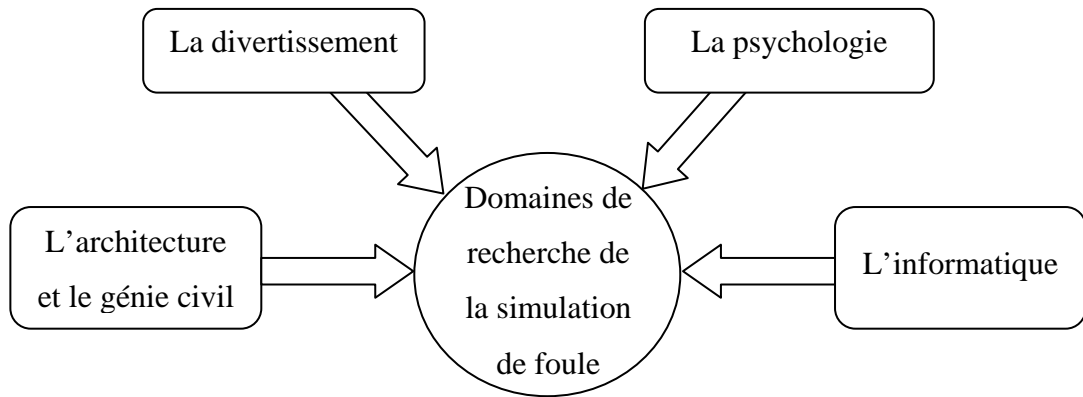 La divertissement
La psychologie
Domaines de
recherche de
la simulation
de foule
L’architecture
et le génie civil
L’informatique